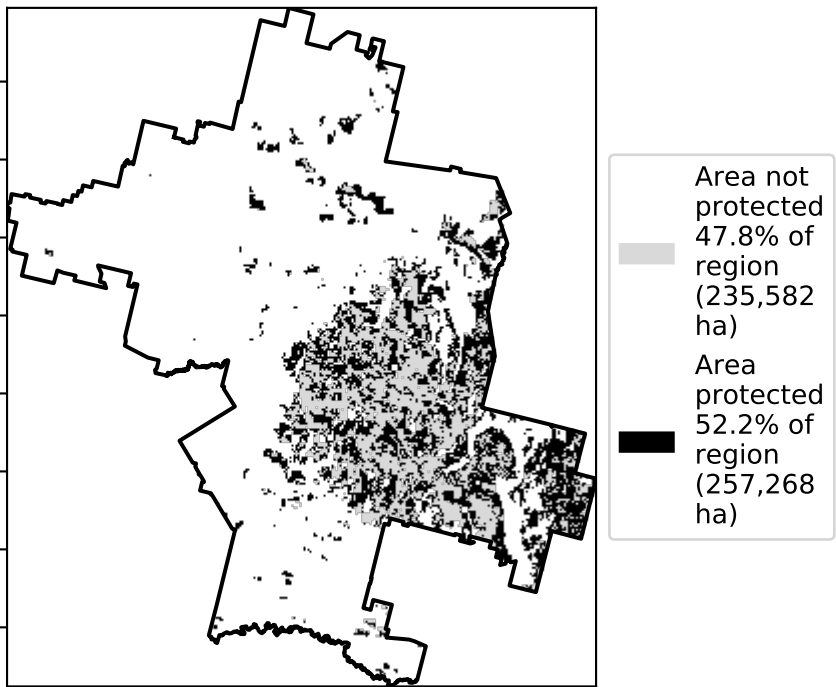 Area not
protected
47.8% of
region
(235,582
ha)
Area
protected
52.2% of
region
(257,268
ha)